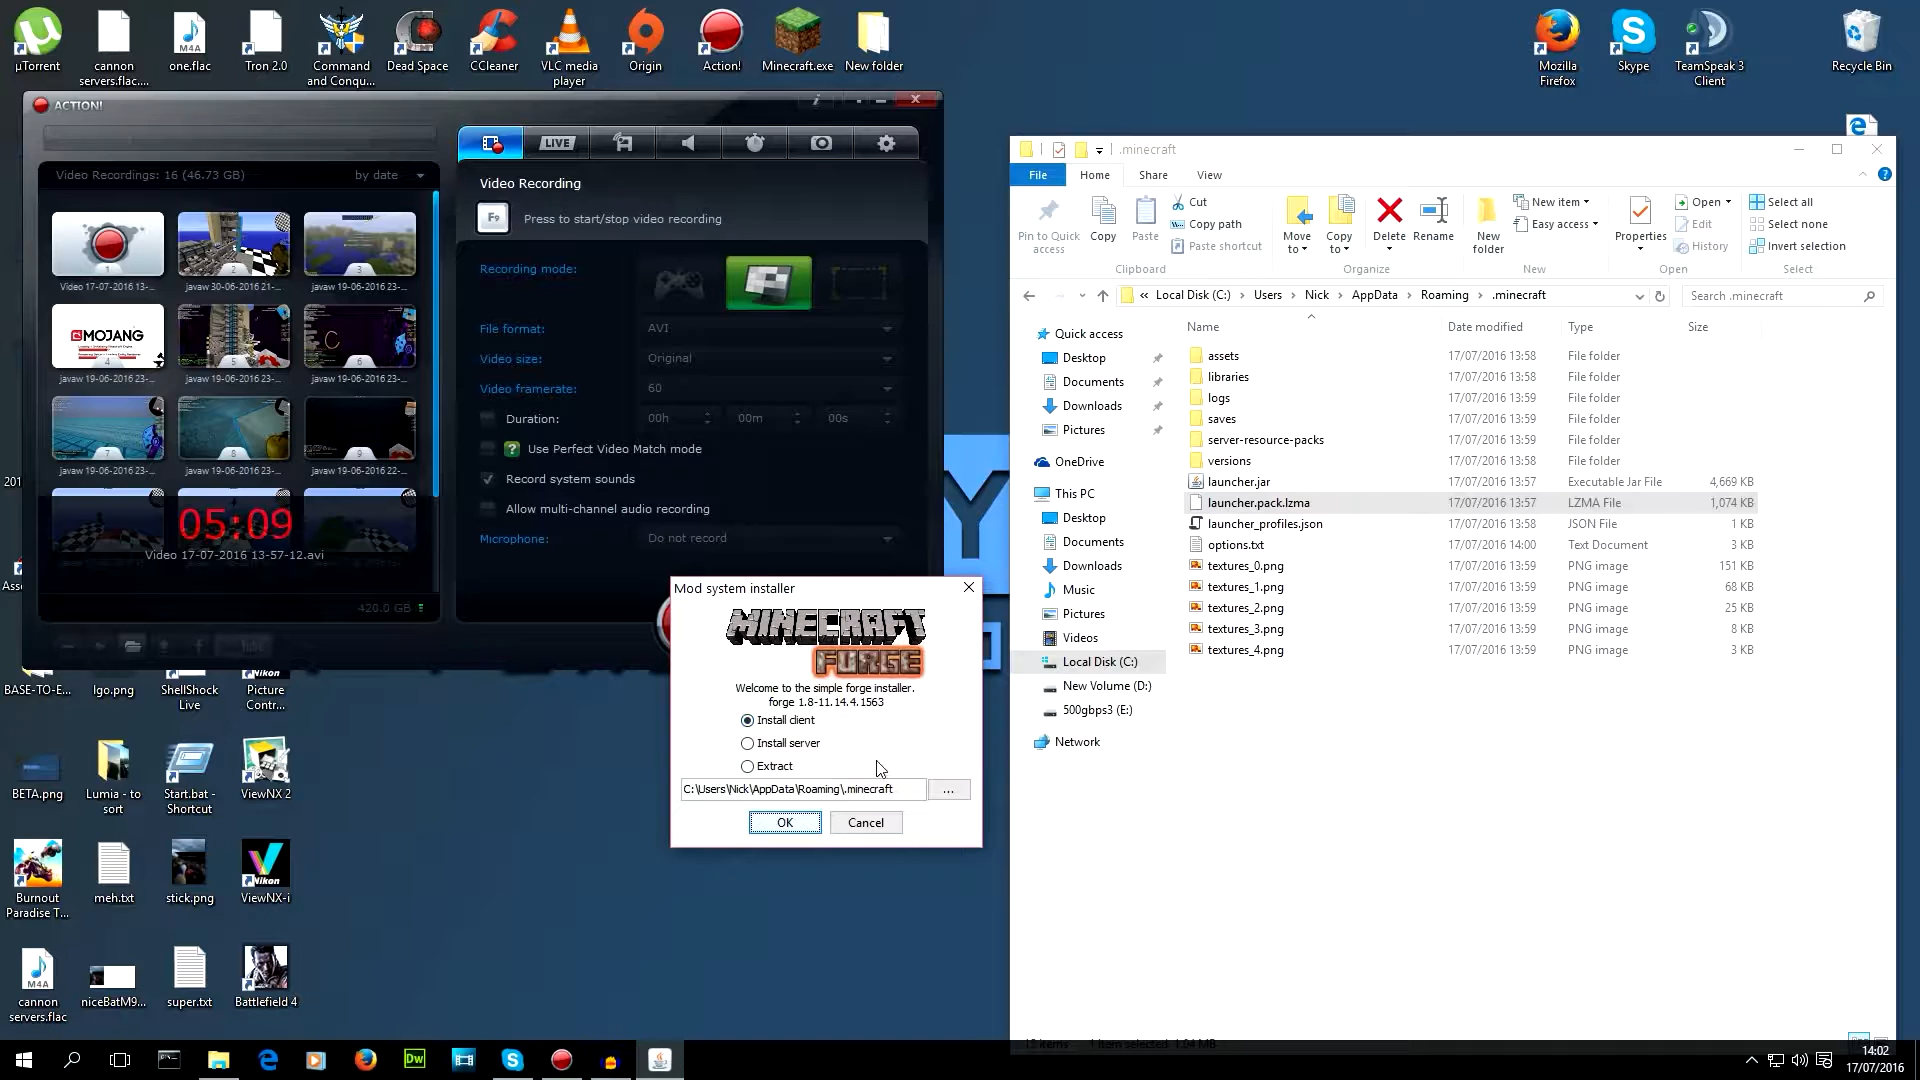 µTorrent
cannon servers.flac....
one.flac
Tron 2.0
Command and Conqu...
Dead Space
CCleaner
VLC media player
Origin
Action!
Minecraft.exe
New folder
Mozilla Firefox
Skype
TeamSpeak 3 Client
Recycle Bin
ACTION!
Video Recordings: 16 (46.73 GB)
by date
Video 17-07-2016 13-...
javaw 30-06-2016 21-...
javaw 19-06-2016 23-...
MOJANG
javaw 19-06-2016 23-...
javaw 19-06-2016 23-...
javaw 19-06-2016 23-...
javaw 19-06-2016 23-...
javaw 19-06-2016 23-...
javaw 19-06-2016 22-...
05:09
Video 17-07-2016 13-57-12.avi
LIVE
Video Recording
F9
Press to start/stop video recording
Recording mode:
File format:
AVI
Video size:
Original
Video framerate:
60
Duration:
00h
00m
00s
Use Perfect Video Match mode
Record system sounds
Allow multi-channel audio recording
Microphone:
Do not record
Mod system installer
MINECRAFT
FORGE
Welcome to the simple forge installer.
forge 1.8-11.14.4.1563
Install client
Install server
Extract
C:\Users\Nick\AppData\Roaming\.minecraft
...
OK
Cancel
.minecraft
File
Home
Share
View
Pin to Quick access
Copy
Paste
Cut
Copy path
Paste shortcut
Clipboard
Move to
Copy to
Delete
Rename
Organize
New folder
New item
Easy access
New
Properties
Open
Edit
History
Open
Select all
Select none
Invert selection
Select
« Local Disk (C:) > Users > Nick > AppData > Roaming > .minecraft
Search .minecraft
Quick access
Desktop
Documents
Downloads
Pictures
OneDrive
This PC
Desktop
Documents
Downloads
Music
Pictures
Videos
Local Disk (C:)
New Volume (D:)
500gbps3 (E:)
Network
Name Date modified Type Size
assets 17/07/2016 13:58 File folder
libraries 17/07/2016 13:58 File folder
logs 17/07/2016 13:59 File folder
saves 17/07/2016 13:59 File folder
server-resource-packs 17/07/2016 13:59 File folder
versions 17/07/2016 13:58 File folder
launcher.jar 17/07/2016 13:57 Executable Jar File 4,669 KB
launcher.pack.lzma 17/07/2016 13:57 LZMA File 1,074 KB
launcher_profiles.json 17/07/2016 13:58 JSON File 1 KB
options.txt 17/07/2016 14:00 Text Document 3 KB
textures_0.png 17/07/2016 13:59 PNG image 151 KB
textures_1.png 17/07/2016 13:59 PNG image 68 KB
textures_2.png 17/07/2016 13:59 PNG image 25 KB
textures_3.png 17/07/2016 13:59 PNG image 8 KB
textures_4.png 17/07/2016 13:59 PNG image 3 KB
BASE-TO-E...
lgo.png
ShellShock Live
Picture Contr...
BETA.png
Lumia - to sort
Start.bat - Shortcut
ViewNX 2
Burnout Paradise T...
meh.txt
stick.png
ViewNX-i
cannon servers.flac
niceBatM9...
super.txt
Battlefield 4
14:02
17/07/2016